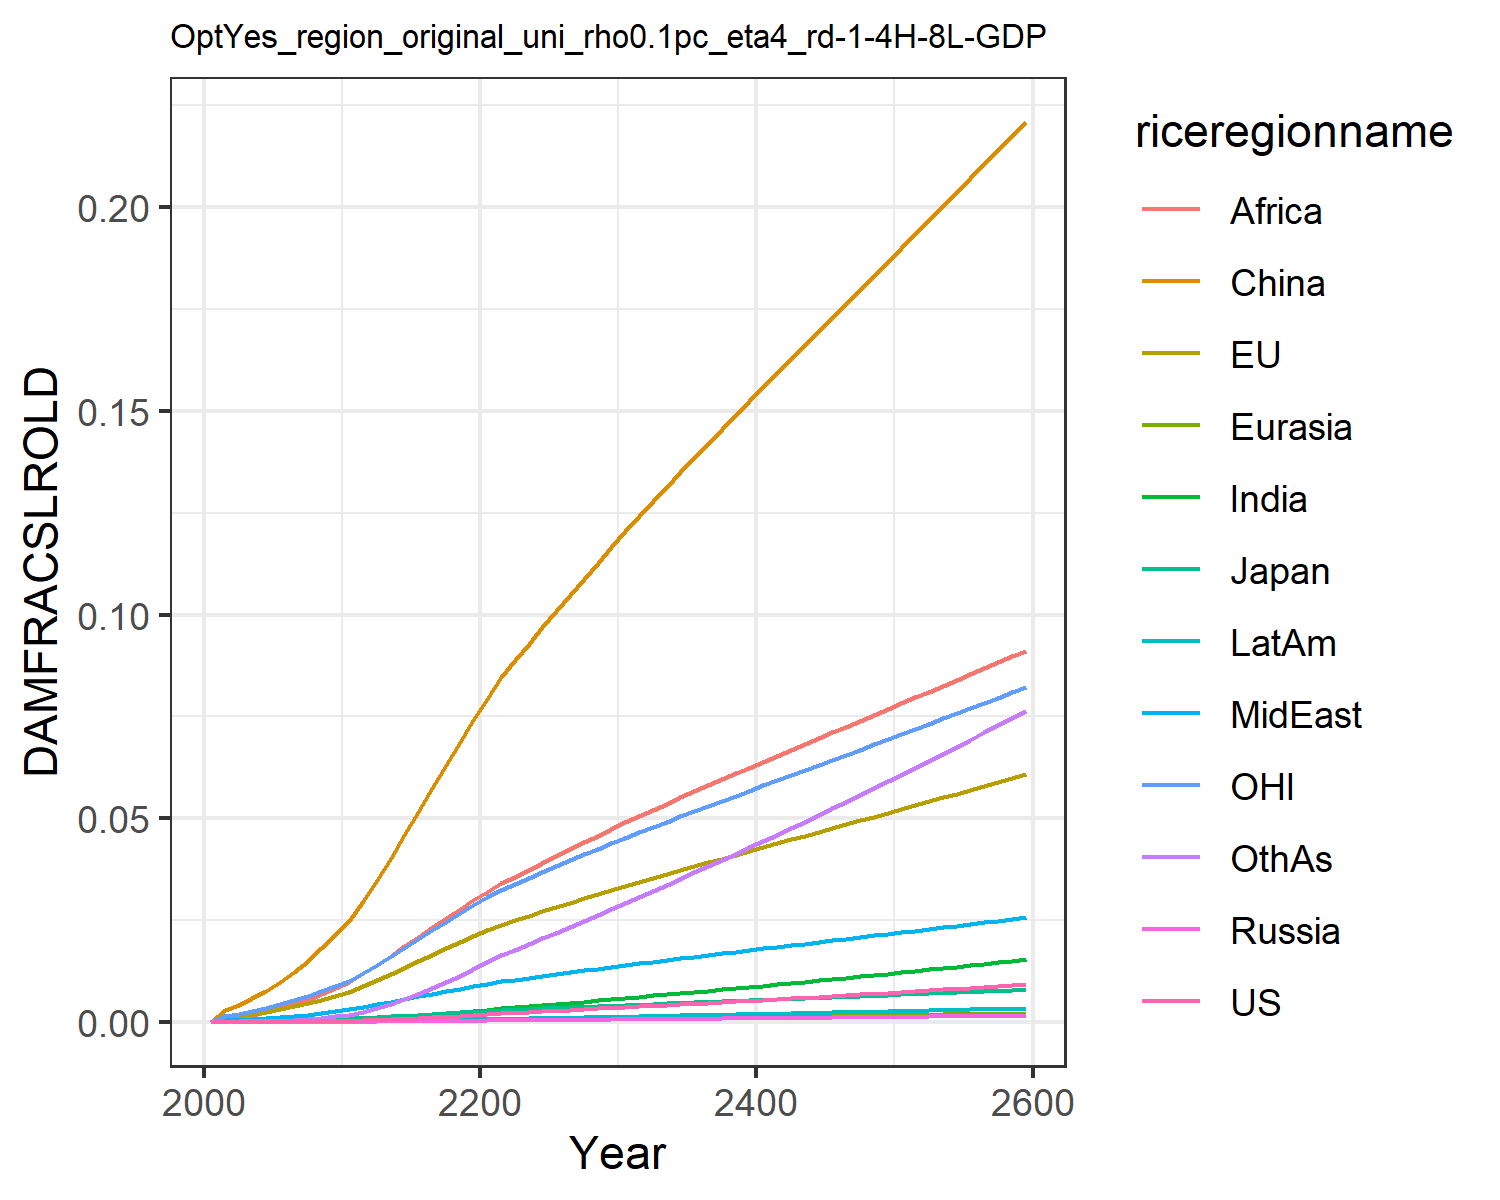 OptYes_region_original_uni_rho0.1pc_eta4_rd-1-4H-8L-GDP
DAMFRACSLROLD
0.20
0.15
0.10
0.05
0.00
2000
2200
2400
2600
Year
riceregionname
Africa
China
EU
Eurasia
India
Japan
LatAm
MidEast
OHI
OthAs
Russia
US